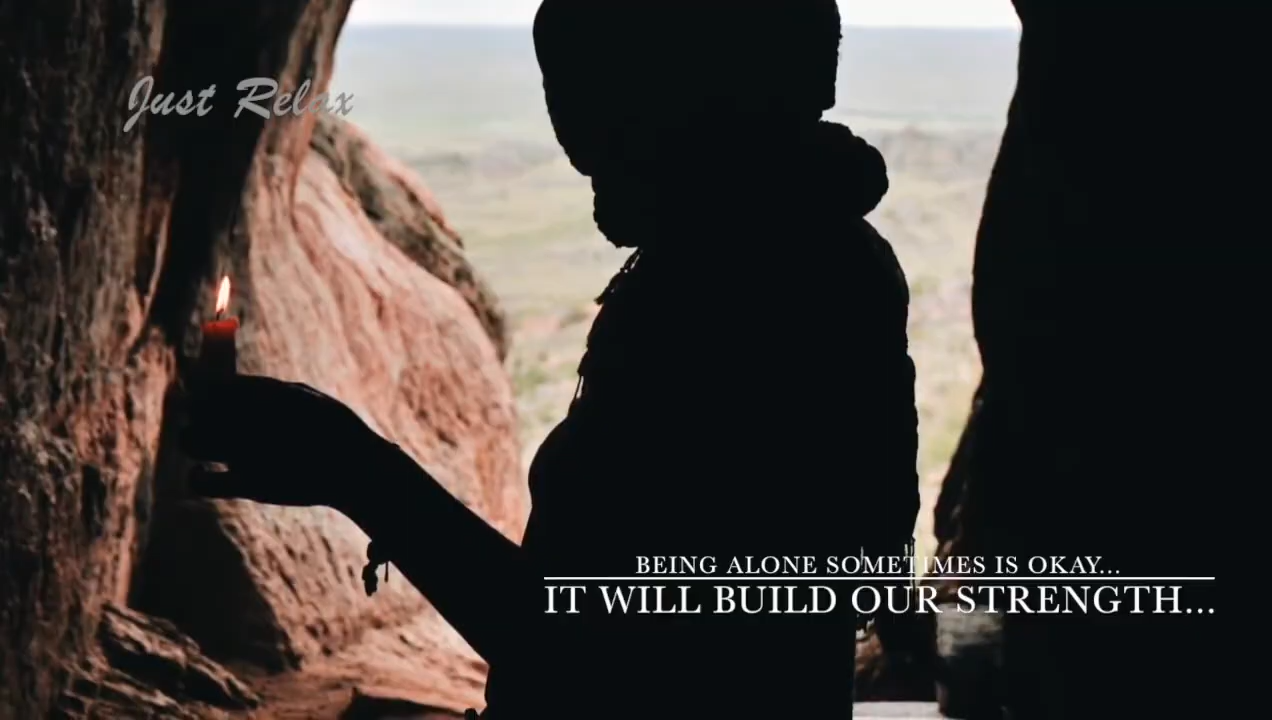 Just Relax
BEING ALONE SOMETIMES IS OKAY...
IT WILL BUILD OUR STRENGTH...